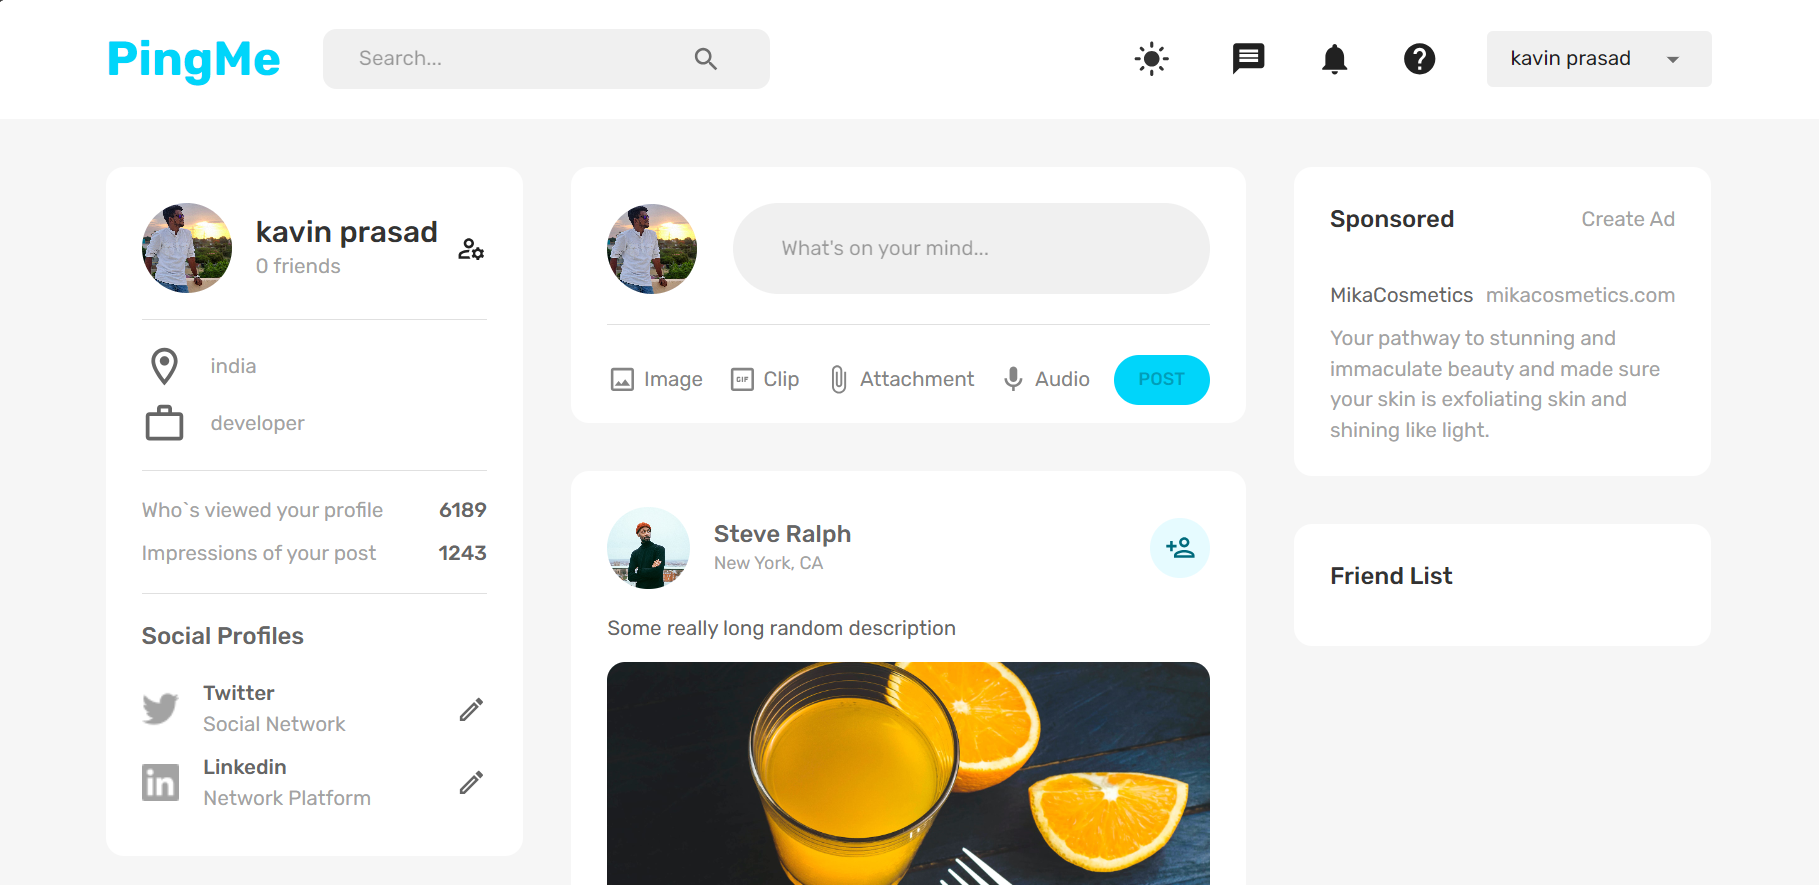 PingMe
Search...
kavin prasad
kavin prasad
0 friends
india
developer
Who`s viewed your profile 6189
Impressions of your post 1243
Social Profiles
Twitter
Social Network
Linkedin
Network Platform
What's on your mind...
Image
GIF Clip
Attachment
Audio
POST
Steve Ralph
New York, CA
Some really long random description
Sponsored Create Ad
MikaCosmetics mikacosmetics.com
Your pathway to stunning and
immaculate beauty and made sure
your skin is exfoliating skin and
shining like light.
Friend List